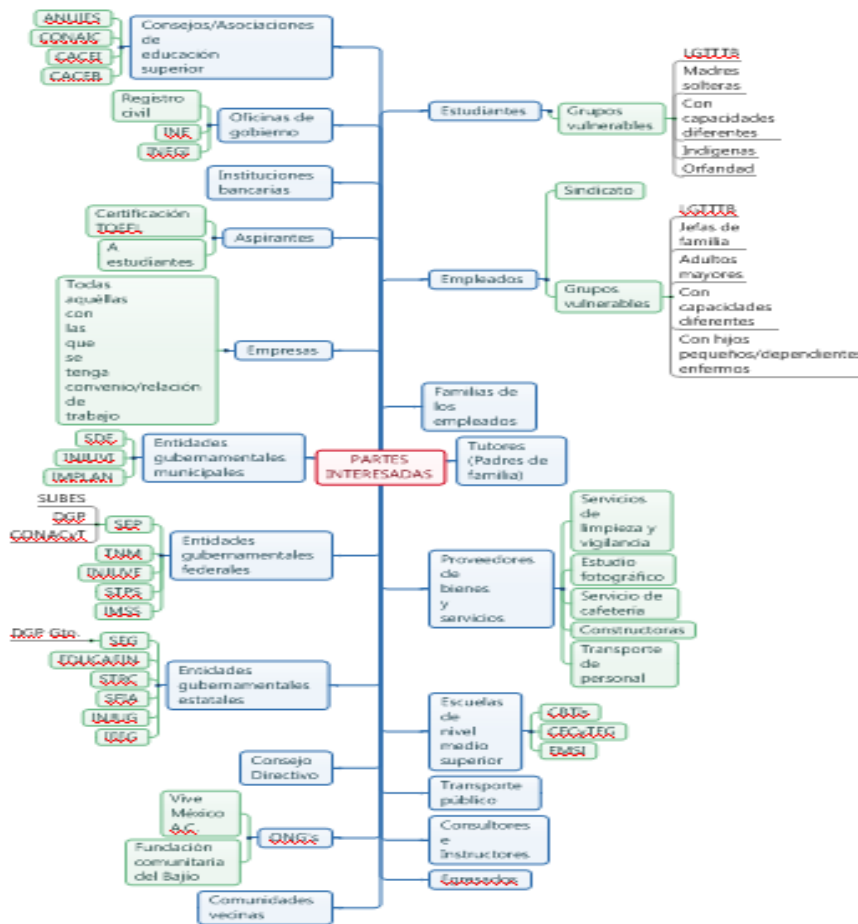 ANUIES
CONAIC
CACEI
CACEB
Consejos/Asociaciones
de
educación
superior
Registro
civil
INE
INEGI
Oficinas de
gobierno
Instituciones
bancarias
Certificación
TOEFL
A
estudiantes
Aspirantes
Todas
aquéllas
con
las
que
se
tenga
convenio/relación
de
trabajo
Empresas
SDE
INJUVI
IMPLAN
Entidades
gubernamentales
municipales
SUBES
DGP
CONACyT
SEP
TNM
INJUVE
STPS
IMSS
Entidades
gubernamentales
federales
DGP Gto.
SEG
EDUCAFIN
STRC
SFIA
INJUG
ISEG
Entidades
gubernamentales
estatales
Consejo
Directivo
Vive
México
A.C.
Fundación
comunitaria
del Bajío
ONG's
Comunidades
vecinas
PARTES
INTERESADAS
Estudiantes
Grupos
vulnerables
LGTTTB
Madres
solteras
Con
capacidades
diferentes
Indígenas
Orfandad
Empleados
Sindicato
Grupos
vulnerables
LGTTTB
Jefas de
familia
Adultos
mayores
Con
capacidades
diferentes
Con hijos
pequeños/dependientes
enfermos
Familias de
los
empleados
Tutores
(Padres de
familia)
Proveedores
de
bienes
y
servicios
Servicios
de
limpieza y
vigilancia
Estudio
fotográfico
Servicio de
cafetería
Constructoras
Transporte
de
personal
Escuelas
de
nivel
medio
superior
CBTis
CECyTEG
EMSI
Transporte
público
Consultores
e
Instructores
Egresados